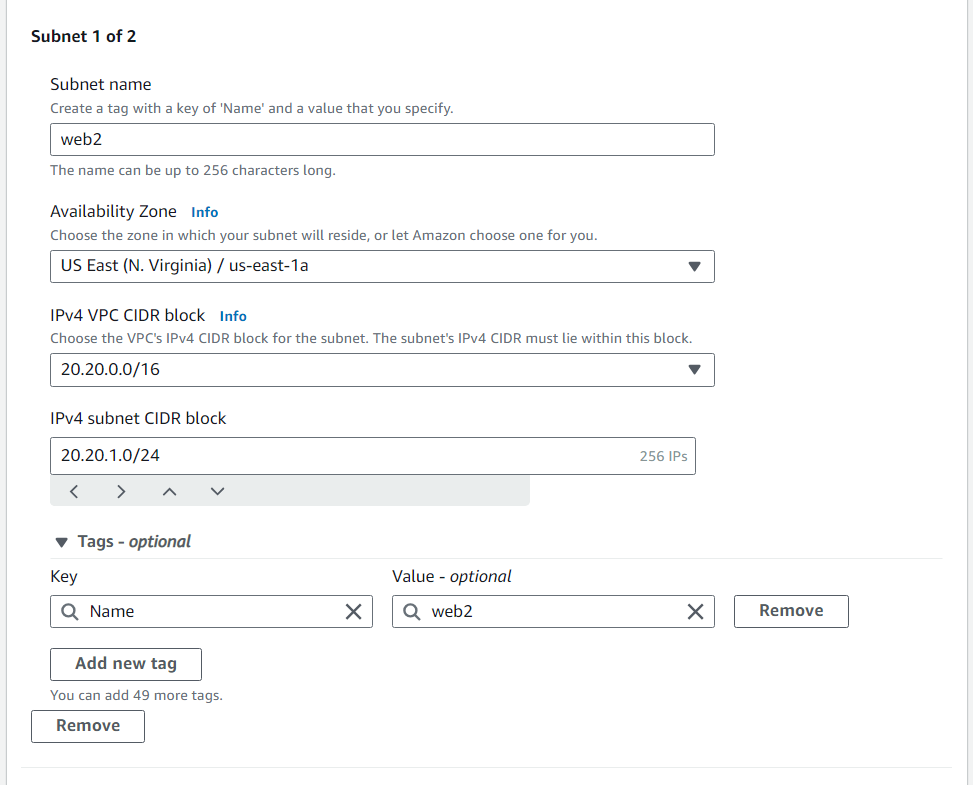 Subnet 1 of 2
Subnet name
Create a tag with a key of 'Name' and a value that you specify.
web2
The name can be up to 256 characters long.
Availability Zone Info
Choose the zone in which your subnet will reside, or let Amazon choose one for you.
US East (N. Virginia) / us-east-1a
IPv4 VPC CIDR block Info
Choose the VPC's IPv4 CIDR block for the subnet. The subnet's IPv4 CIDR must lie within this block.
20.20.0.0/16
IPv4 subnet CIDR block
20.20.1.0/24 256 IPs
Tags - optional
Key Value - optional
Name web2 Remove
Add new tag
You can add 49 more tags.
Remove